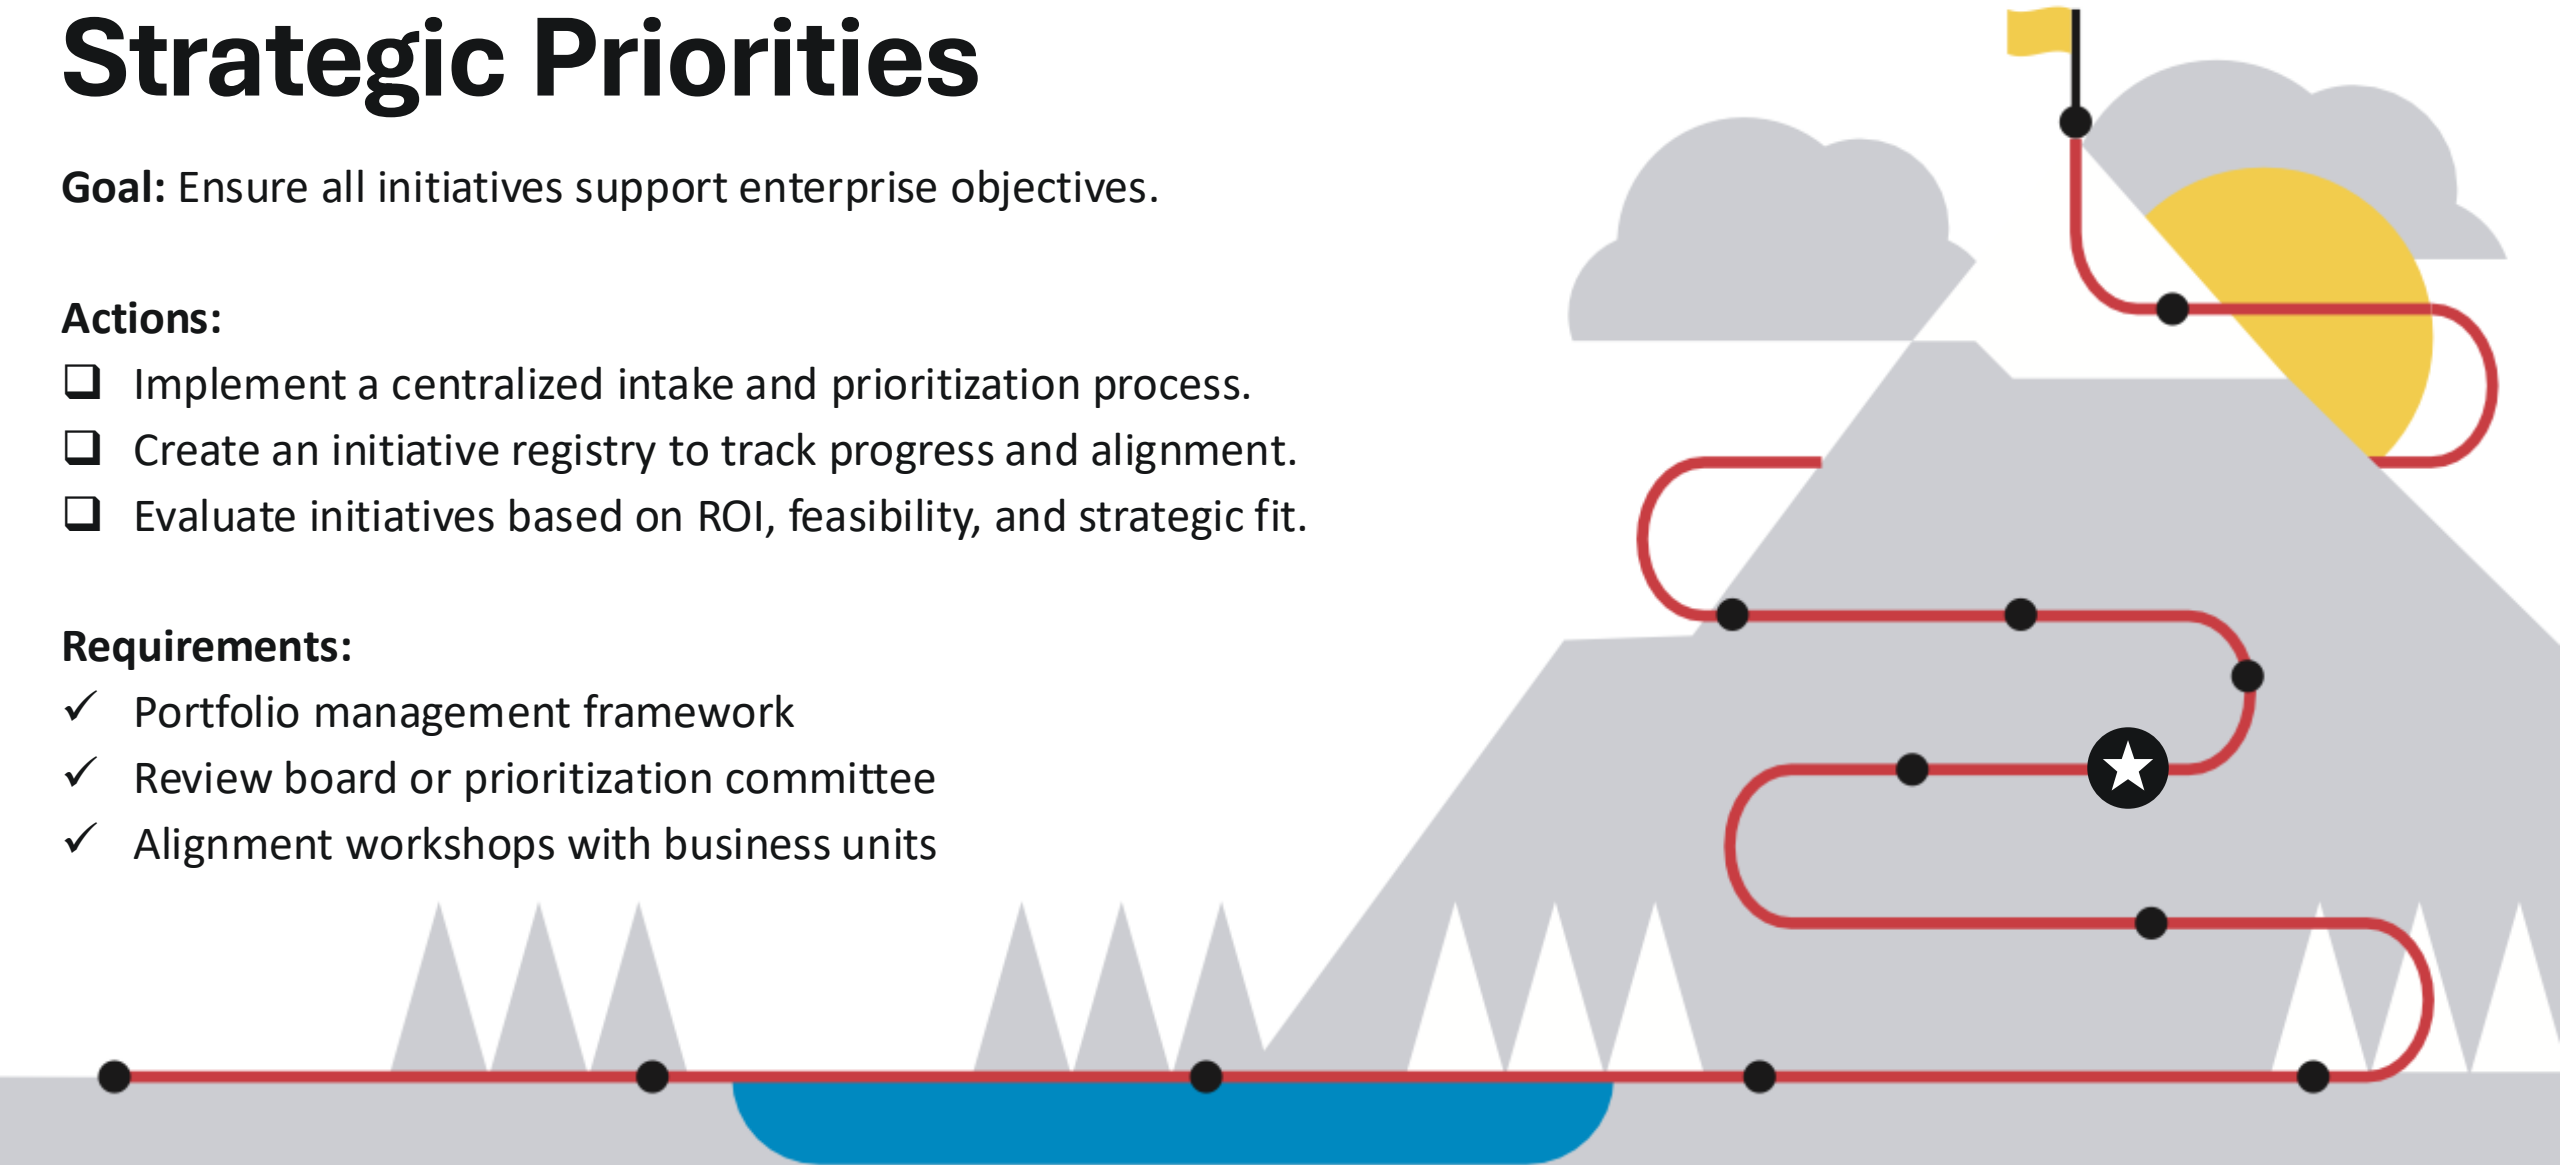 Strategic Priorities
Goal: Ensure all initiatives support enterprise objectives.
Actions:
❑ Implement a centralized intake and prioritization process.
❑ Create an initiative registry to track progress and alignment.
❑ Evaluate initiatives based on ROI, feasibility, and strategic fit.
Requirements:
✓ Portfolio management framework
✓ Review board or prioritization committee
✓ Alignment workshops with business units